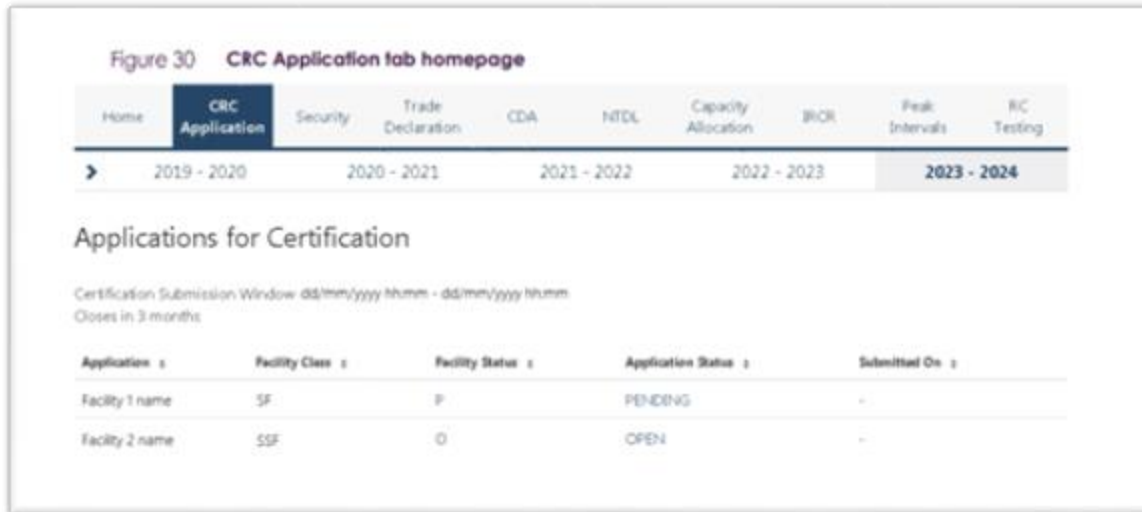 Figure 30 CRC Application tab homepage
Home CRC Application Security Trade Declaration CDA NTDL Capacity Allocation IRCR Peak Intervals RC Testing
2019 - 2020 2020 - 2021 2021 - 2022 2022 - 2023 2023 - 2024
Applications for Certification
Certification Submission Window dd/mm/yyyy hh:mm - dd/mm/yyyy hh:mm
Closes in 3 months
Application Facility Class Facility Status Application Status Submitted On
Facility 1 name SF P PENDING -
Facility 2 name SSF O OPEN -